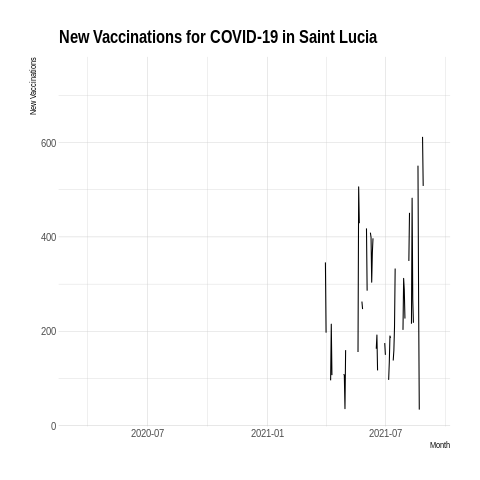 New Vaccinations for COVID-19 in Saint Lucia
New Vaccinations
600
400
200
0
2020-07 2021-01 2021-07
Month